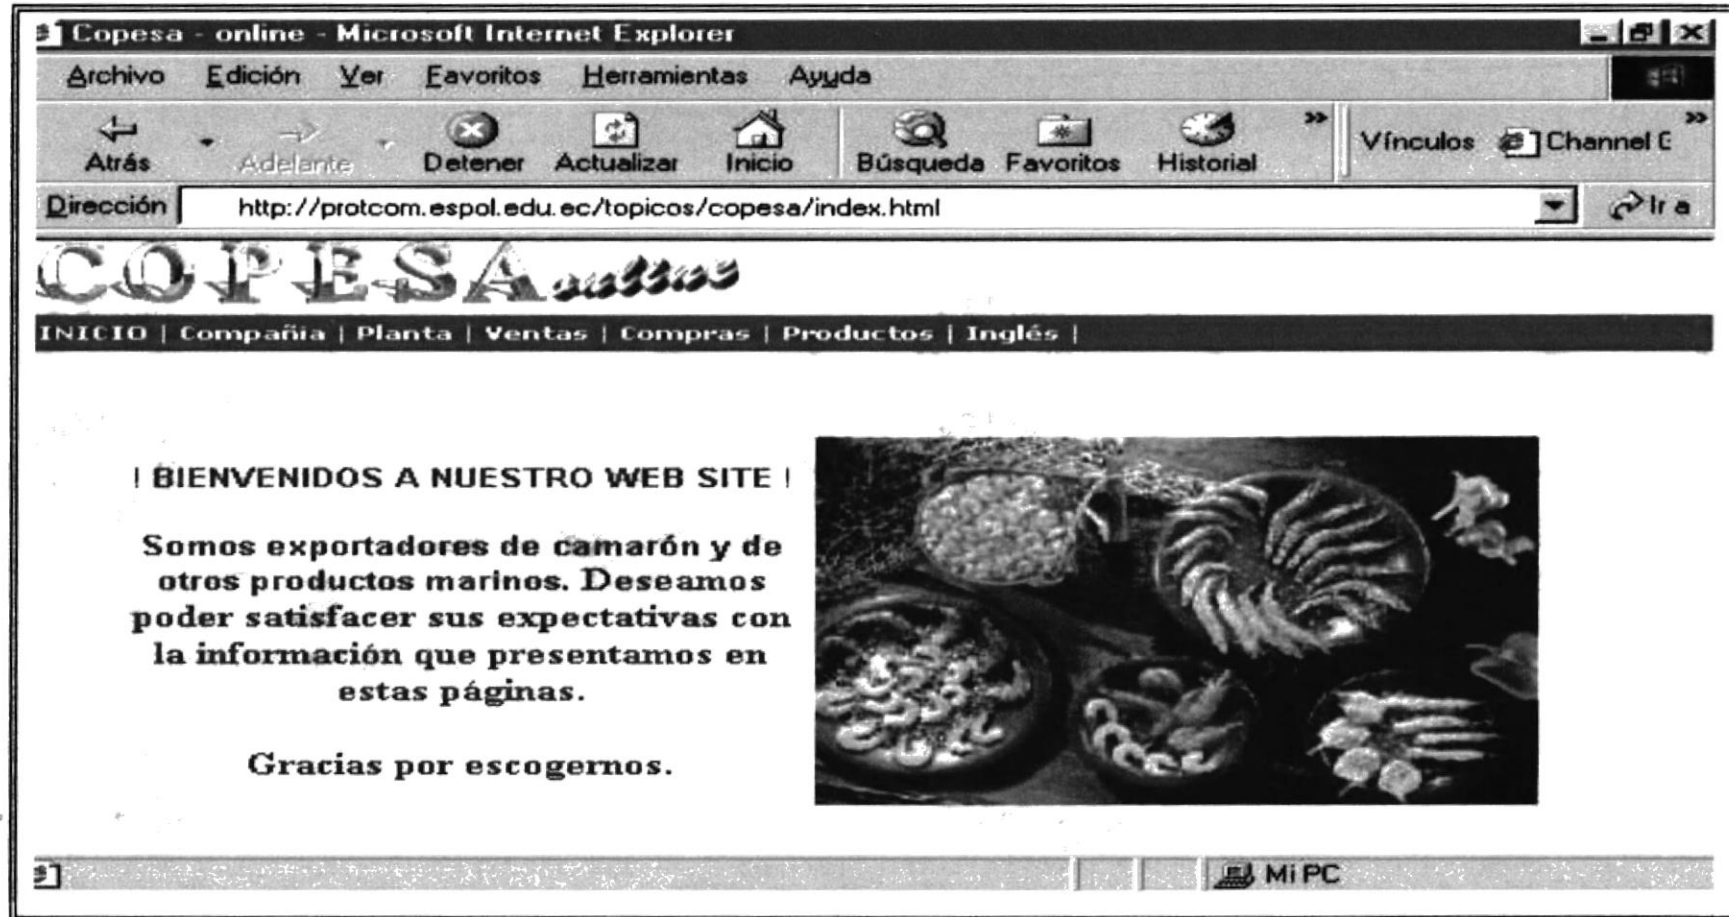 Copesa - online - Microsoft Internet Explorer
Archivo Edición Ver Favoritos Herramientas Ayuda
Atrás Adelante Detener Actualizar Inicio Búsqueda Favoritos Historial » Vínculos Channel G »
Dirección http://protcom.espol.edu.ec/topicos/copesa/index.html Ir a
COPESA online
INICIO | Compañia | Planta | Ventas | Compras | Productos | Inglés |
! BIENVENIDOS A NUESTRO WEB SITE !
Somos exportadores de camarón y de
otros productos marinos. Deseamos
poder satisfacer sus expectativas con
la información que presentamos en
estas páginas.
Gracias por escogernos.
Mi PC